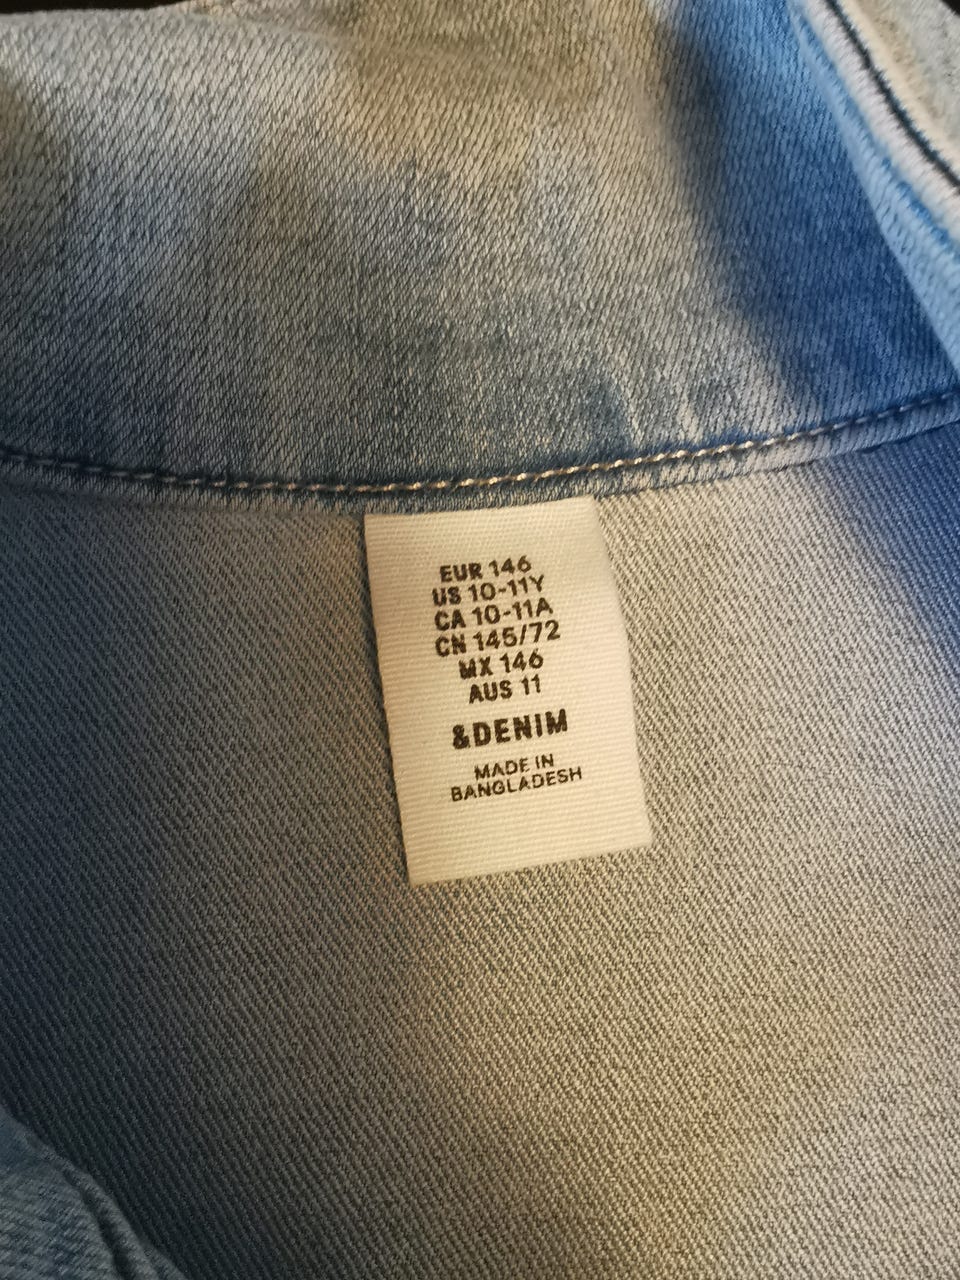 EUR 146
US 10-11Y
CA 10-11A
CN 145/72
MX 146
AUS 11
&DENIM
MADE IN
BANGLADESH